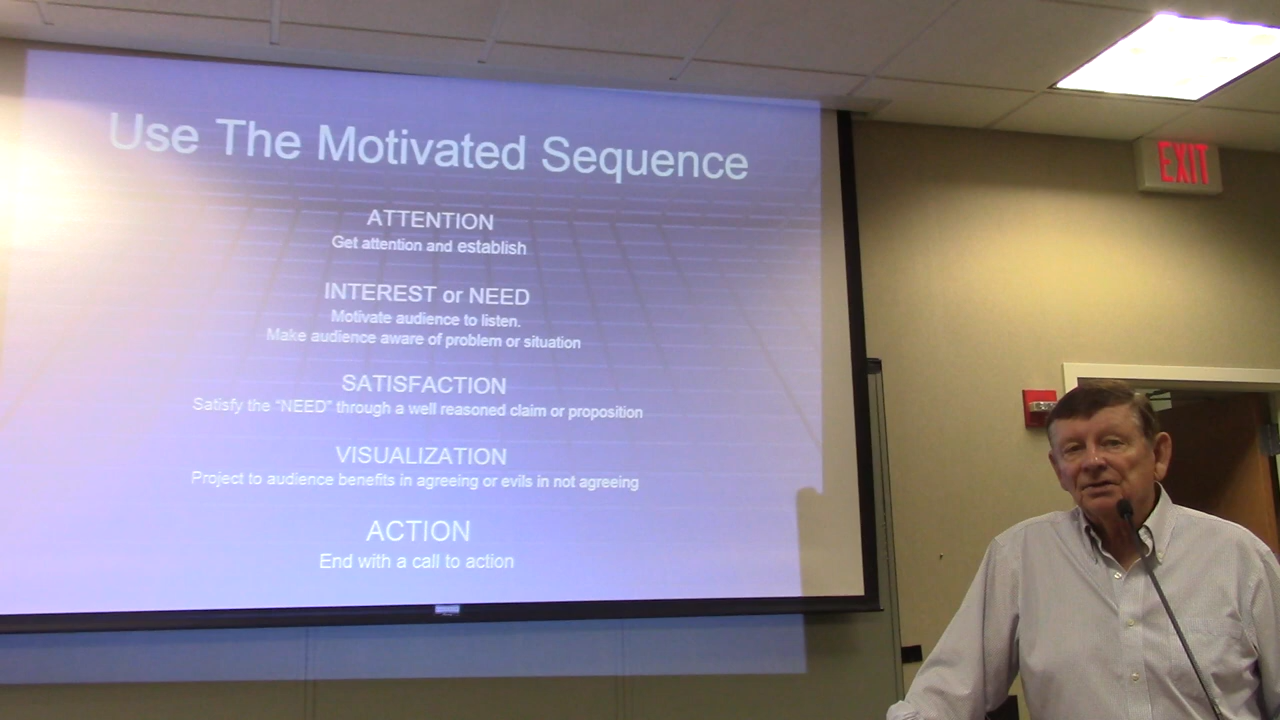 Use The Motivated Sequence
ATTENTION
Get attention and establish
INTEREST or NEED
Motivate audience to listen.
Make audience aware of problem or situation
SATISFACTION
Satisfy the "NEED" through a well reasoned claim or proposition
VISUALIZATION
Project to audience benefits in agreeing or evils in not agreeing
ACTION
End with a call to action
EXIT